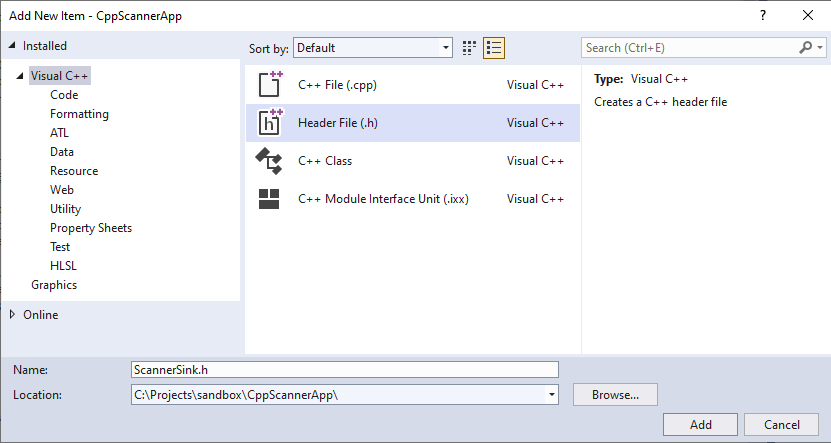 Add New Item - CppScannerApp
Installed
Sort by: Default
Search (Ctrl+E)
Visual C++
Code
Formatting
ATL
Data
Resource
Web
Utility
Property Sheets
Test
HLSL
Graphics
Online
C++ File (.cpp) Visual C++
Header File (.h) Visual C++
C++ Class Visual C++
C++ Module Interface Unit (.ixx) Visual C++
Type: Visual C++
Creates a C++ header file
Name: ScannerSink.h
Location: C:\Projects\sandbox\CppScannerApp\
Browse...
Add Cancel